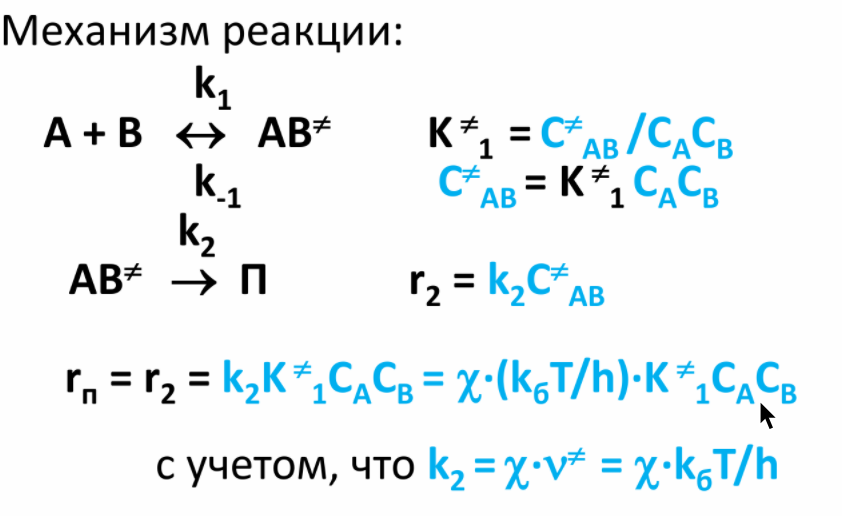 Механизм реакции:
k₁
A + B ↔ AB≠ K≠₁ = C≠AB /CACB
k₋₁ C≠AB = K≠₁ CACB
k₂
AB≠ → П r₂ = k₂C≠AB
rп = r₂ = k₂K≠₁CACB = χ·(kбT/h)·K≠₁CACB
с учетом, что k₂ = χ·ν≠ = χ·kбT/h